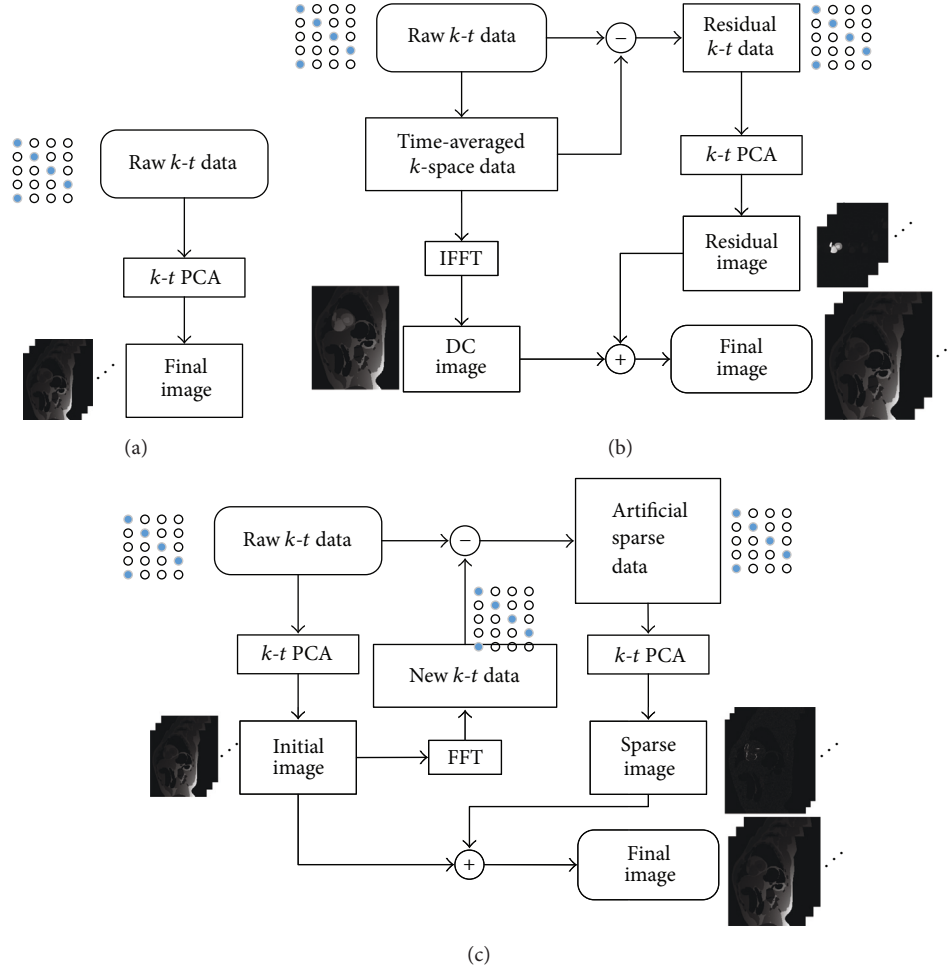 Raw k-t data
k-t PCA
Final
image
(a)
Raw k-t data
−
Residual
k-t data
Time-averaged
k-space data
k-t PCA
IFFT
Residual
image
DC
image
+
Final
image
(b)
Raw k-t data
−
Artificial
sparse
data
k-t PCA
New k-t data
k-t PCA
Initial
image
FFT
Sparse
image
+
Final
image
(c)